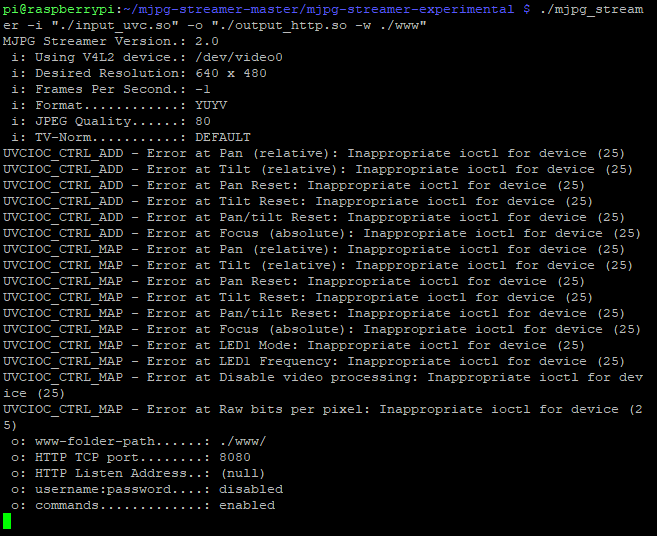 pi@raspberrypi:~/mjpg-streamer-master/mjpg-streamer-experimental $ ./mjpg_stream
er -i "./input_uvc.so" -o "./output_http.so -w ./www"
MJPG Streamer Version.: 2.0
 i: Using V4L2 device.: /dev/video0
 i: Desired Resolution: 640 x 480
 i: Frames Per Second.: -1
 i: Format............: YUYV
 i: JPEG Quality......: 80
 i: TV-Norm...........: DEFAULT
UVCIOC_CTRL_ADD - Error at Pan (relative): Inappropriate ioctl for device (25)
UVCIOC_CTRL_ADD - Error at Tilt (relative): Inappropriate ioctl for device (25)
UVCIOC_CTRL_ADD - Error at Pan Reset: Inappropriate ioctl for device (25)
UVCIOC_CTRL_ADD - Error at Tilt Reset: Inappropriate ioctl for device (25)
UVCIOC_CTRL_ADD - Error at Pan/tilt Reset: Inappropriate ioctl for device (25)
UVCIOC_CTRL_ADD - Error at Focus (absolute): Inappropriate ioctl for device (25)
UVCIOC_CTRL_MAP - Error at Pan (relative): Inappropriate ioctl for device (25)
UVCIOC_CTRL_MAP - Error at Tilt (relative): Inappropriate ioctl for device (25)
UVCIOC_CTRL_MAP - Error at Pan Reset: Inappropriate ioctl for device (25)
UVCIOC_CTRL_MAP - Error at Tilt Reset: Inappropriate ioctl for device (25)
UVCIOC_CTRL_MAP - Error at Pan/tilt Reset: Inappropriate ioctl for device (25)
UVCIOC_CTRL_MAP - Error at Focus (absolute): Inappropriate ioctl for device (25)
UVCIOC_CTRL_MAP - Error at LED1 Mode: Inappropriate ioctl for device (25)
UVCIOC_CTRL_MAP - Error at LED1 Frequency: Inappropriate ioctl for device (25)
UVCIOC_CTRL_MAP - Error at Disable video processing: Inappropriate ioctl for dev
ice (25)
UVCIOC_CTRL_MAP - Error at Raw bits per pixel: Inappropriate ioctl for device (2
5)
 o: www-folder-path......: ./www/
 o: HTTP TCP port........: 8080
 o: HTTP Listen Address..: (null)
 o: username:password....: disabled
 o: commands.............: enabled